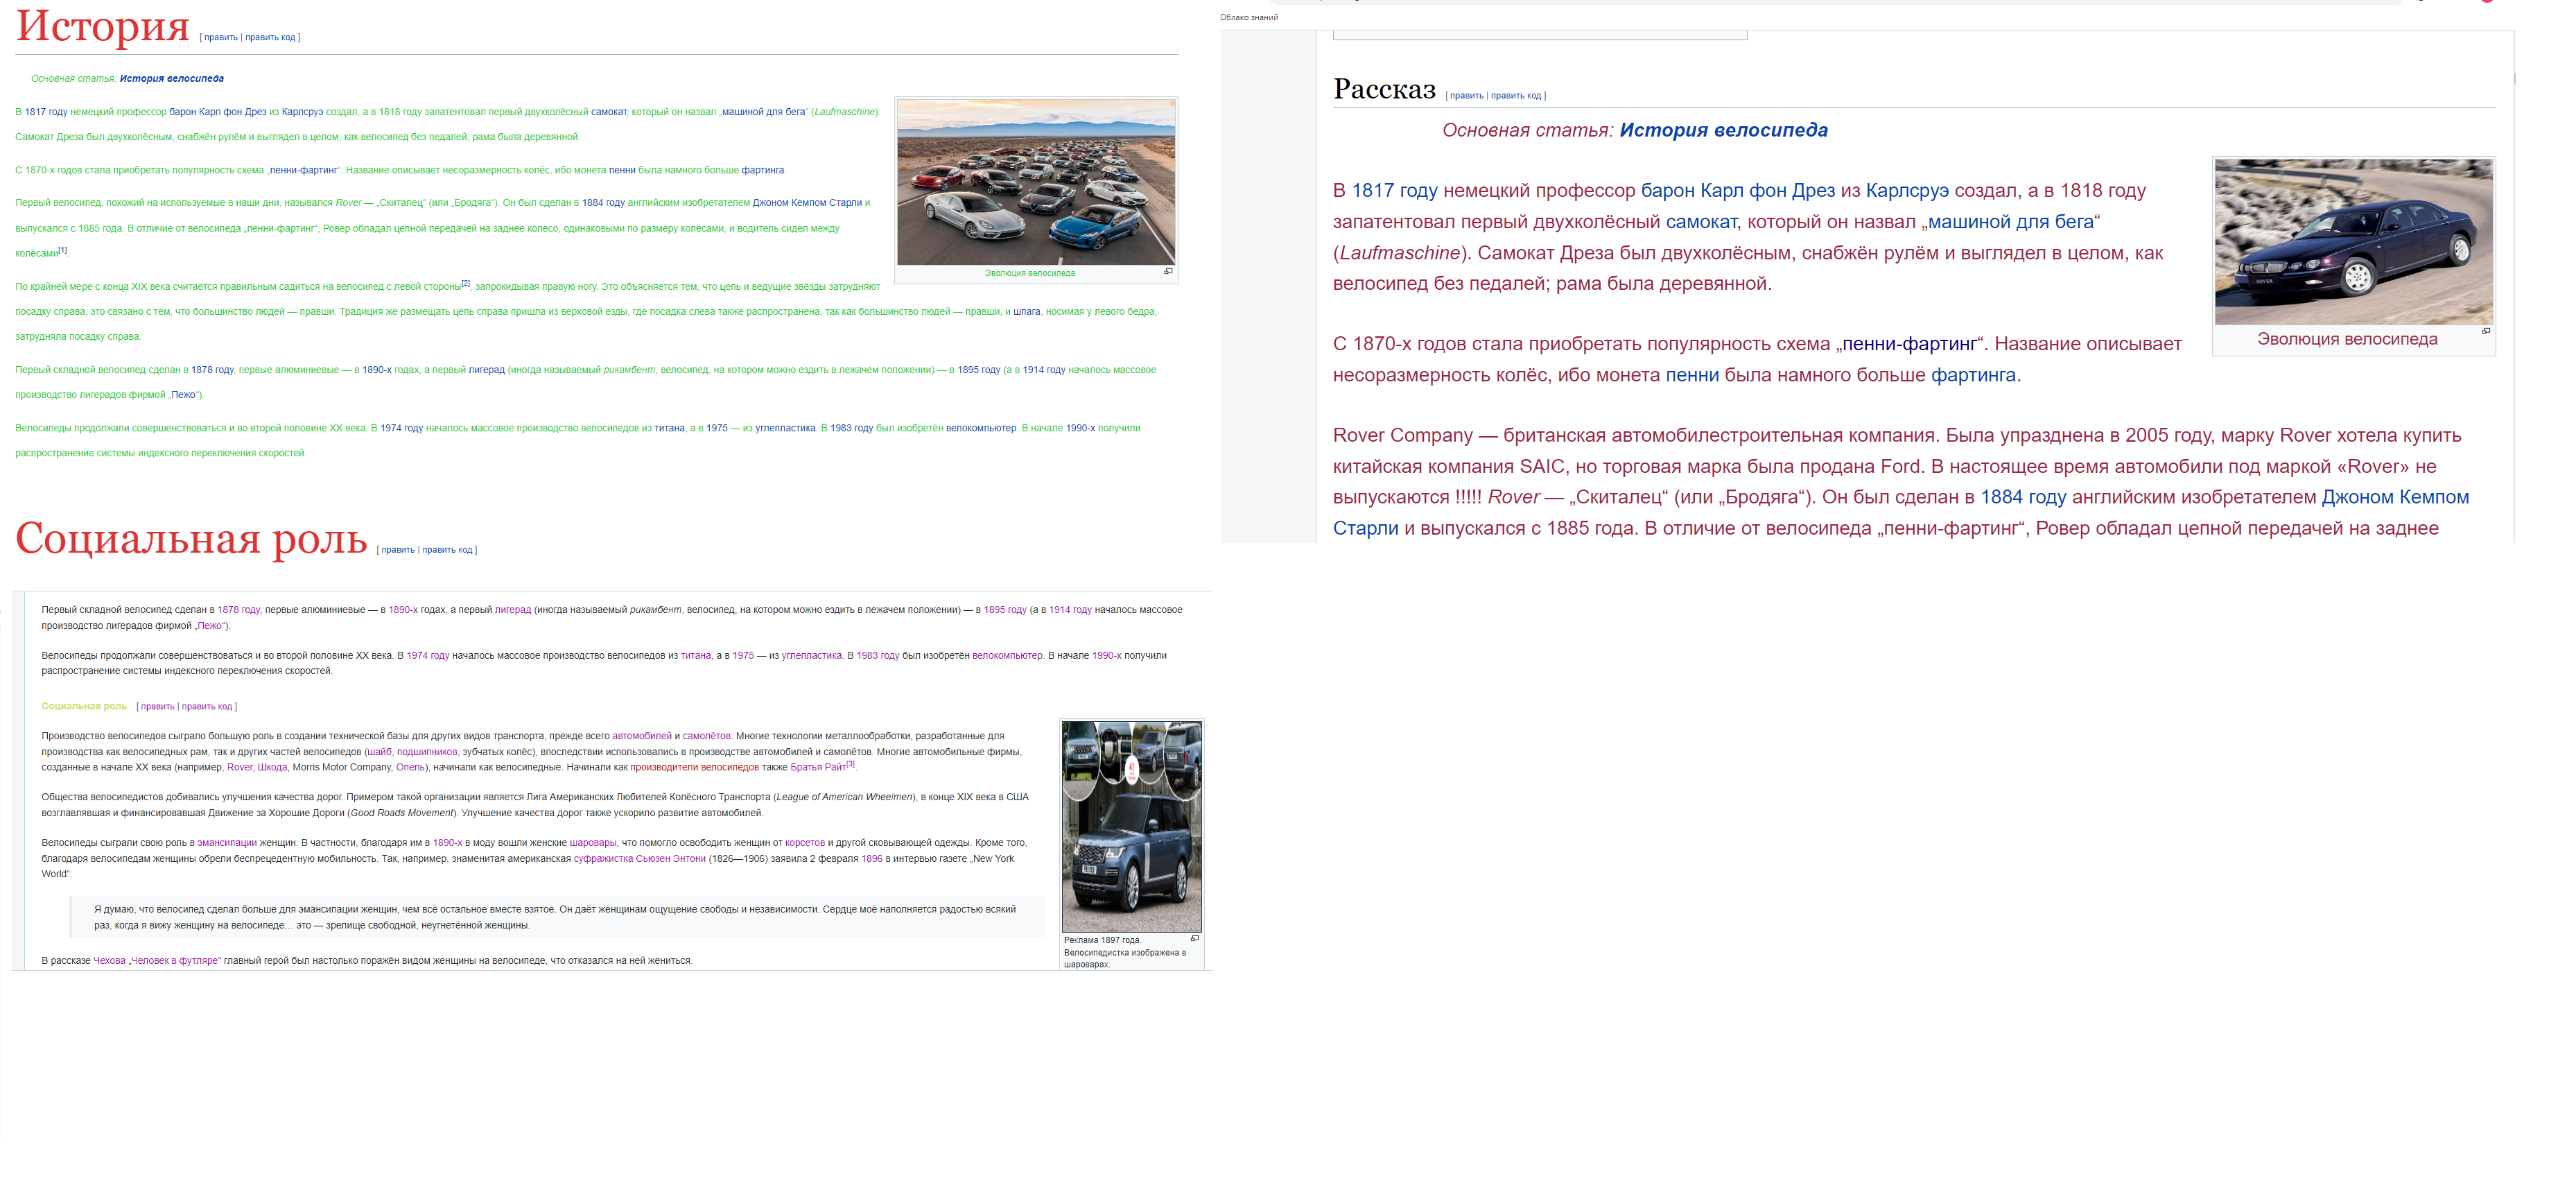 История [ править | править код ]
Основная статья: История велосипеда
В 1817 году немецкий профессор барон Карл фон Дрез из Карлсруэ создал, а в 1818 году запатентовал первый двухколёсный самокат, который он назвал „машиной для бега“ (Laufmaschine).
Самокат Дреза был двухколёсным, снабжён рулём и выглядел в целом, как велосипед без педалей; рама была деревянной.
С 1870-х годов стала приобретать популярность схема „пенни-фартинг“. Название описывает несоразмерность колёс, ибо монета пенни была намного больше фартинга.
Первый велосипед, похожий на используемые в наши дни, назывался Rover — „Скиталец“ (или „Бродяга“). Он был сделан в 1884 году английским изобретателем Джоном Кемпом Старли и
выпускался с 1885 года. В отличие от велосипеда „пенни-фартинг“, Ровер обладал цепной передачей на заднее колесо, одинаковыми по размеру колёсами, и водитель сидел между
колёсами[1].
Эволюция велосипеда
По крайней мере с конца XIX века считается правильным садиться на велосипед с левой стороны[2], запрокидывая правую ногу. Это объясняется тем, что цепь и ведущие звёзды затрудняют
посадку справа, это связано с тем, что большинство людей — правши. Традиция же размещать цепь справа пришла из верховой езды, где посадка слева также распространена, так как большинство людей — правши, и шпага, носимая у левого бедра,
затрудняла посадку справа.
Первый складной велосипед сделан в 1878 году, первые алюминиевые — в 1890-х годах, а первый лигерад (иногда называемый рикамбент, велосипед, на котором можно ездить в лежачем положении) — в 1895 году (а в 1914 году началось массовое
производство лигерадов фирмой „Пежо“).
Велосипеды продолжали совершенствоваться и во второй половине XX века. В 1974 году началось массовое производство велосипедов из титана, а в 1975 — из углепластика. В 1983 году был изобретён велокомпьютер. В начале 1990-х получили
распространение системы индексного переключения скоростей.
Социальная роль [ править | править код ]
Первый складной велосипед сделан в 1878 году, первые алюминиевые — в 1890-х годах, а первый лигерад (иногда называемый рикамбент, велосипед, на котором можно ездить в лежачем положении) — в 1895 году (а в 1914 году началось массовое
производство лигерадов фирмой „Пежо“).
Велосипеды продолжали совершенствоваться и во второй половине XX века. В 1974 году началось массовое производство велосипедов из титана, а в 1975 — из углепластика. В 1983 году был изобретён велокомпьютер. В начале 1990-х получили
распространение системы индексного переключения скоростей.
Социальная роль [ править | править код ]
Производство велосипедов сыграло большую роль в создании технической базы для других видов транспорта, прежде всего автомобилей и самолётов. Многие технологии металлообработки, разработанные для
производства как велосипедных рам, так и других частей велосипедов (шайб, подшипников, зубчатых колёс), впоследствии использовались в производстве автомобилей и самолётов. Многие автомобильные фирмы,
созданные в начале XX века (например, Rover, Шкода, Morris Motor Company, Опель), начинали как велосипедные. Начинали как производители велосипедов также Братья Райт[3].
Общества велосипедистов добивались улучшения качества дорог. Примером такой организации является Лига Американских Любителей Колёсного Транспорта (League of American Wheelmen), в конце XIX века в США
возглавлявшая и финансировавшая Движение за Хорошие Дороги (Good Roads Movement). Улучшение качества дорог также ускорило развитие автомобилей.
Велосипеды сыграли свою роль в эмансипации женщин. В частности, благодаря им в 1890-х в моду вошли женские шаровары, что помогло освободить женщин от корсетов и другой сковывающей одежды. Кроме того,
благодаря велосипедам женщины обрели беспрецедентную мобильность. Так, например, знаменитая американская суфражистка Сьюзен Энтони (1826—1906) заявила 2 февраля 1896 в интервью газете „New York
World“:
Я думаю, что велосипед сделал больше для эмансипации женщин, чем всё остальное вместе взятое. Он даёт женщинам ощущение свободы и независимости. Сердце моё наполняется радостью всякий
раз, когда я вижу женщину на велосипеде… это — зрелище свободной, неугнетённой женщины.
В рассказе Чехова „Человек в футляре“ главный герой был настолько поражён видом женщины на велосипеде, что отказался на ней жениться.
Реклама 1897 года.
Велосипедистка изображена в
шароварах.
Облако знаний
Рассказ [ править | править код ]
Основная статья: История велосипеда
В 1817 году немецкий профессор барон Карл фон Дрез из Карлсруэ создал, а в 1818 году
запатентовал первый двухколёсный самокат, который он назвал „машиной для бега“
(Laufmaschine). Самокат Дреза был двухколёсным, снабжён рулём и выглядел в целом, как
велосипед без педалей; рама была деревянной.
ROVER
Эволюция велосипеда
С 1870-х годов стала приобретать популярность схема „пенни-фартинг“. Название описывает
несоразмерность колёс, ибо монета пенни была намного больше фартинга.
Rover Company — британская автомобилестроительная компания. Была упразднена в 2005 году, марку Rover хотела купить
китайская компания SAIC, но торговая марка была продана Ford. В настоящее время автомобили под маркой «Rover» не
выпускаются !!!!! Rover — „Скиталец“ (или „Бродяга“). Он был сделан в 1884 году английским изобретателем Джоном Кемпом
Старли и выпускался с 1885 года. В отличие от велосипеда „пенни-фартинг“, Ровер обладал цепной передачей на заднее